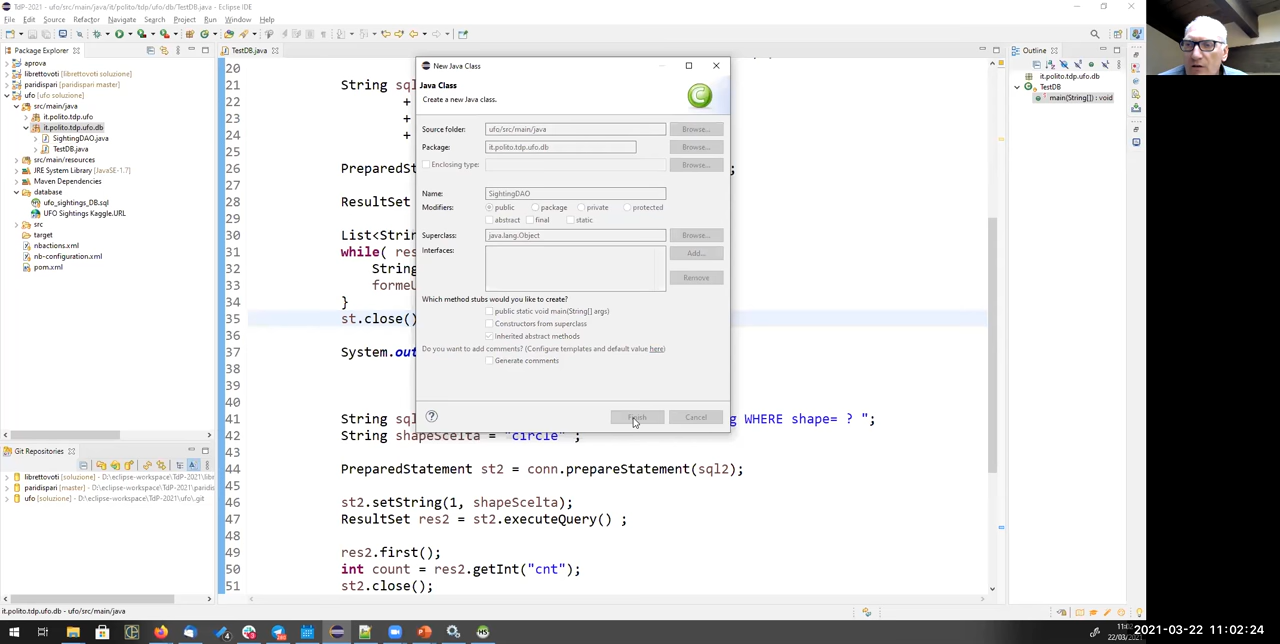 TdP-2021 - ufo/src/main/java/it/polito/tdp/ufo/db/TestDB.java - Eclipse IDE
File Edit Source Refactor Navigate Search Project Run Window Help
Package Explorer
aprova
librettovoti (librettovoti soluzione)
paridispari (paridispari master)
ufo (ufo soluzione)
src/main/java
it.polito.tdp.ufo
it.polito.tdp.ufo.db
SightingDAO.java
TestDB.java
src/main/resources
JRE System Library [JavaSE-1.7]
Maven Dependencies
database
ufo_sightings_DB.sql
UFO Sightings Kaggle.URL
src
target
nbactions.xml
nb-configuration.xml
pom.xml
Git Repositories
librettovoti [soluzione] - D:\eclipse-workspace\TdP-2021\libr
paridispari [master] - D:\eclipse-workspace\TdP-2021\parid
ufo [soluzione] - D:\eclipse-workspace\TdP-2021\ufo\.git
TestDB.java
20
21 String sql
22 +
23 +
24 +
25
26 PreparedSt ;
27
28 ResultSet
29
30 List<Strin
31 while( res
32 String
33 formeU
34 }
35 st.close()
36
37 System.out
38
39
40
41 String sql g WHERE shape= ? ";
42 String shapeScelta = "circle" ;
43
44 PreparedStatement st2 = conn.prepareStatement(sql2);
45
46 st2.setString(1, shapeScelta);
47 ResultSet res2 = st2.executeQuery() ;
48
49 res2.first();
50 int count = res2.getInt("cnt");
51 st2.close();
New Java Class
Java Class
Create a new Java class.
Source folder: ufo/src/main/java Browse...
Package: it.polito.tdp.ufo.db Browse...
Enclosing type: Browse...
Name: SightingDAO
Modifiers: public package private protected
abstract final static
Superclass: java.lang.Object Browse...
Interfaces: Add...
Remove
Which method stubs would you like to create?
public static void main(String[] args)
Constructors from superclass
Inherited abstract methods
Do you want to add comments? (Configure templates and default value here)
Generate comments
? Finish Cancel
Outline
it.polito.tdp.ufo.db
TestDB
main(String[]) : void
it.polito.tdp.ufo.db - ufo/src/main/java
22/03/2021
2021-03-22 11:02:24